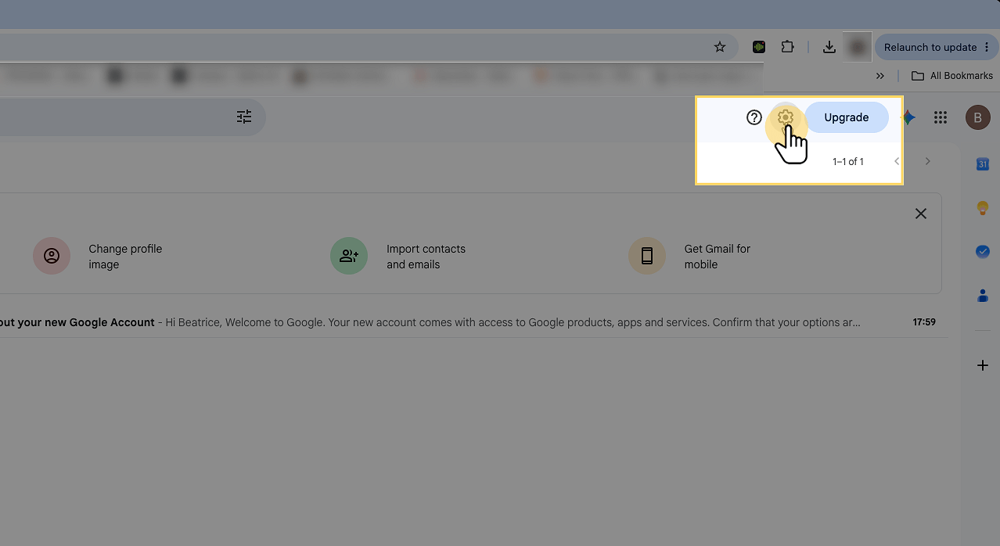 Relaunch to update
All Bookmarks
Upgrade
B
1–1 of 1
31
Change profile
image
Import contacts
and emails
Get Gmail for
mobile
out your new Google Account - Hi Beatrice, Welcome to Google. Your new account comes with access to Google products, apps and services. Confirm that your options ar...
17:59